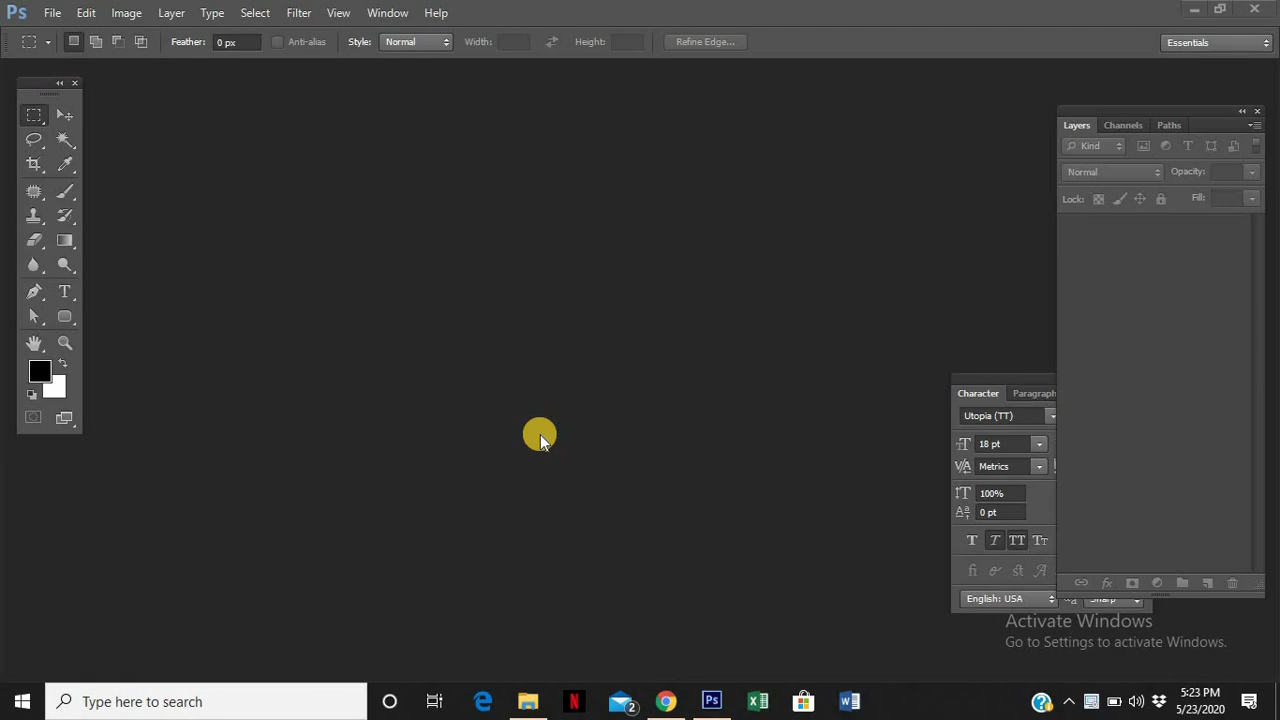 Ps File Edit Image Layer Type Select Filter View Window Help
Feather: 0 px Anti-alias Style: Normal Width: Height: Refine Edge... Essentials
Layers Channels Paths
Kind
Normal Opacity:
Lock: Fill:
Character Paragraph
Utopia (TT)
18 pt
Metrics
100%
0 pt
English: USA Sharp
Activate Windows
Go to Settings to activate Windows.
Type here to search
2
Ps
5:23 PM
5/23/2020